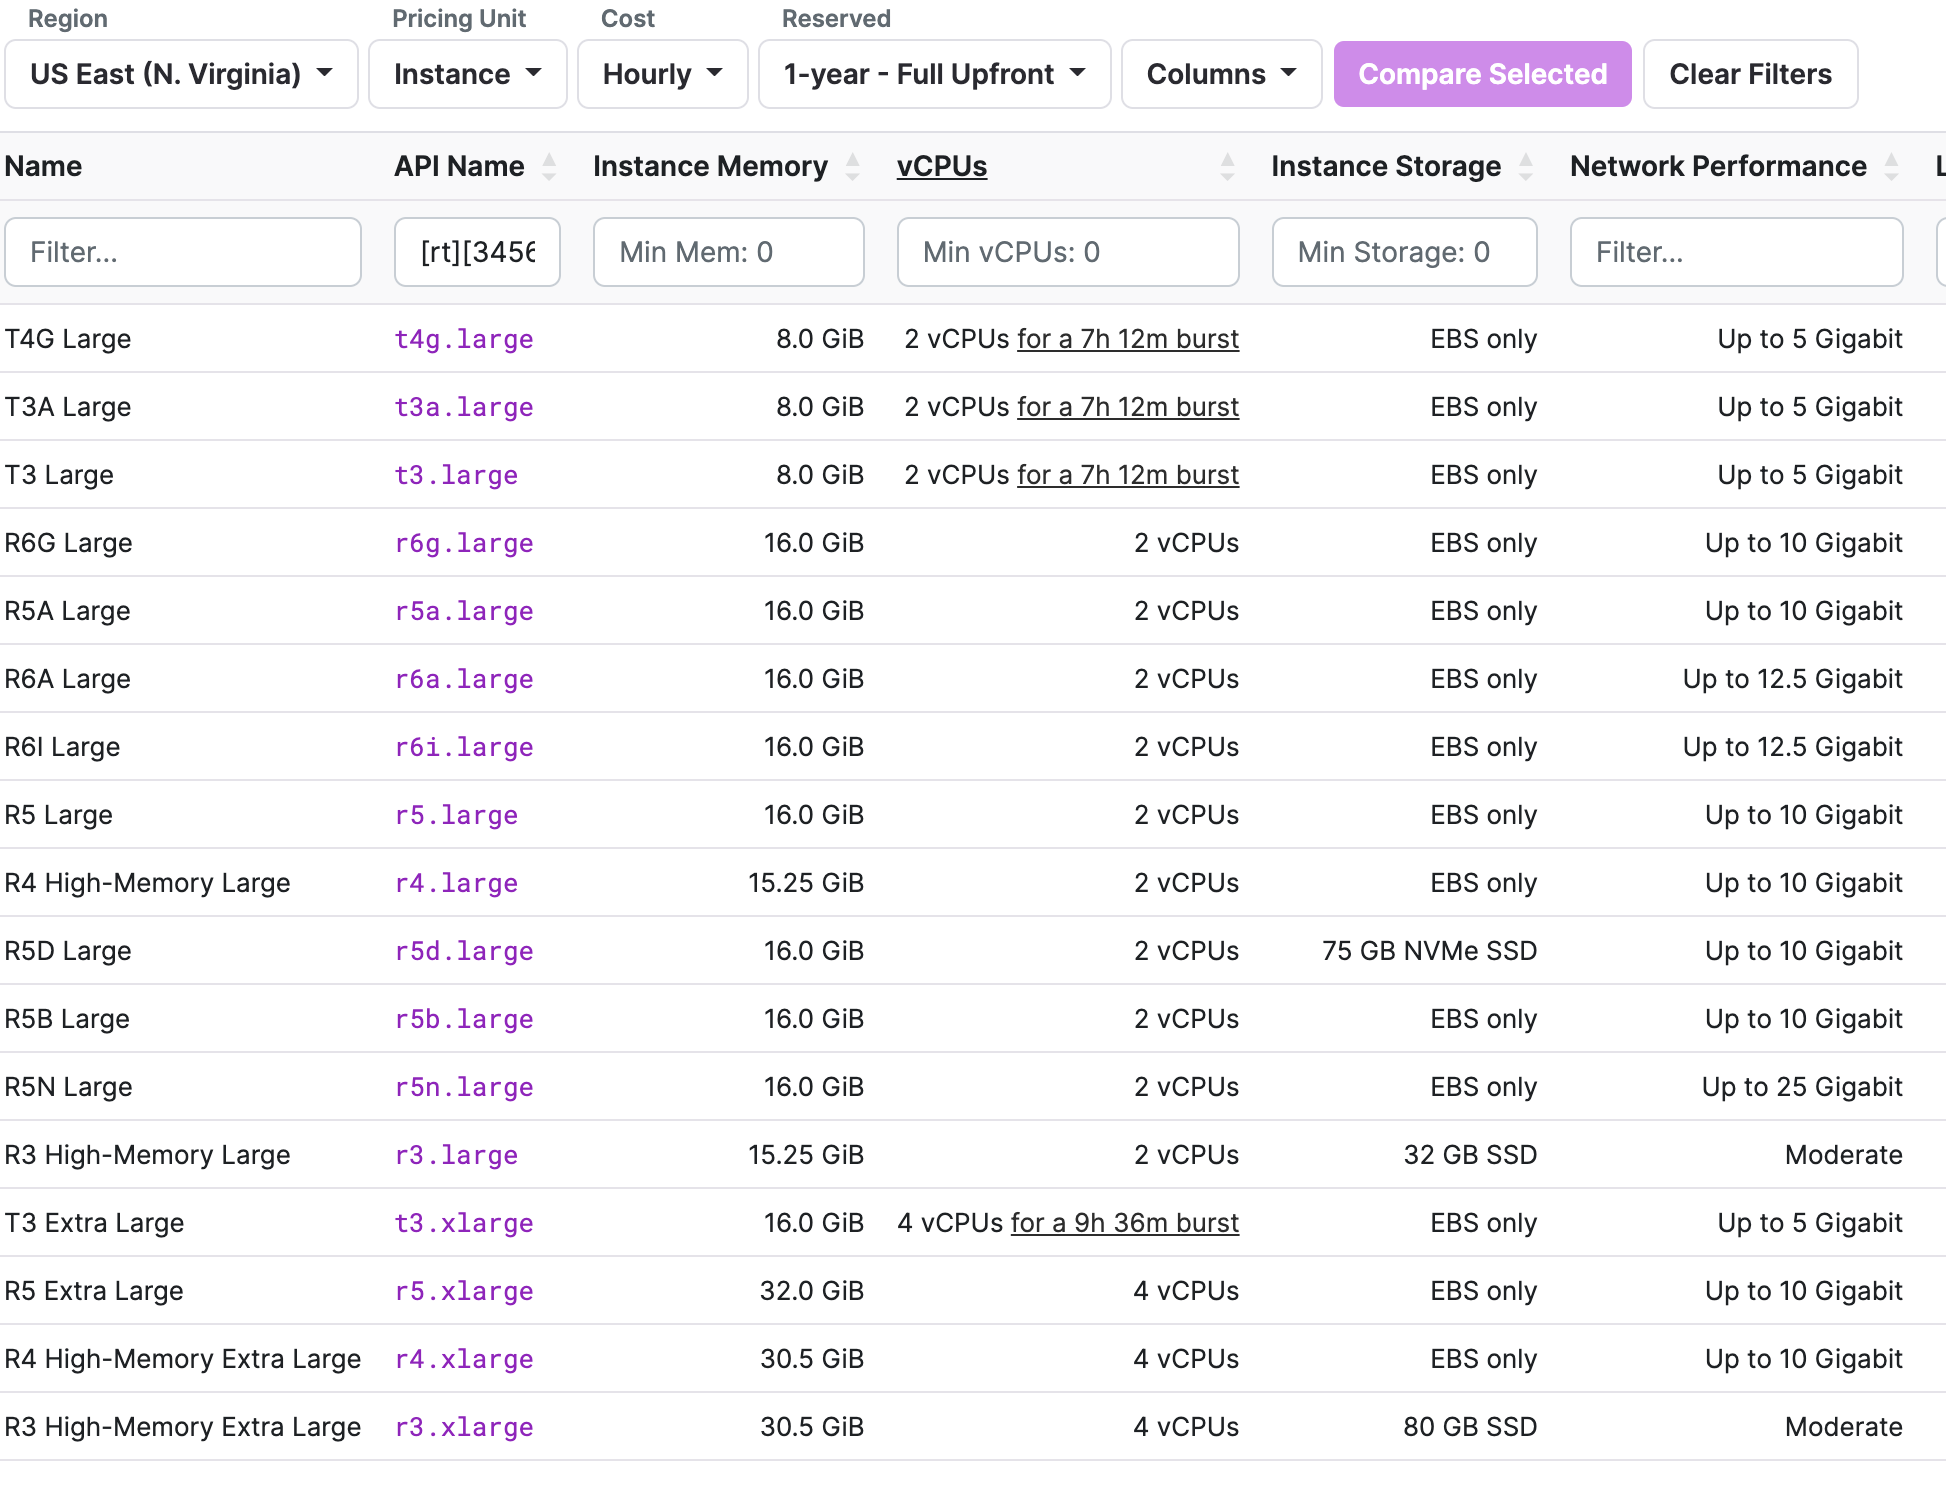 Region Pricing Unit Cost Reserved
US East (N. Virginia) Instance Hourly 1-year - Full Upfront Columns Compare Selected Clear Filters
Name API Name Instance Memory vCPUs Instance Storage Network Performance
Filter... [rt][3456 Min Mem: 0 Min vCPUs: 0 Min Storage: 0 Filter...
T4G Large t4g.large 8.0 GiB 2 vCPUs for a 7h 12m burst EBS only Up to 5 Gigabit
T3A Large t3a.large 8.0 GiB 2 vCPUs for a 7h 12m burst EBS only Up to 5 Gigabit
T3 Large t3.large 8.0 GiB 2 vCPUs for a 7h 12m burst EBS only Up to 5 Gigabit
R6G Large r6g.large 16.0 GiB 2 vCPUs EBS only Up to 10 Gigabit
R5A Large r5a.large 16.0 GiB 2 vCPUs EBS only Up to 10 Gigabit
R6A Large r6a.large 16.0 GiB 2 vCPUs EBS only Up to 12.5 Gigabit
R6I Large r6i.large 16.0 GiB 2 vCPUs EBS only Up to 12.5 Gigabit
R5 Large r5.large 16.0 GiB 2 vCPUs EBS only Up to 10 Gigabit
R4 High-Memory Large r4.large 15.25 GiB 2 vCPUs EBS only Up to 10 Gigabit
R5D Large r5d.large 16.0 GiB 2 vCPUs 75 GB NVMe SSD Up to 10 Gigabit
R5B Large r5b.large 16.0 GiB 2 vCPUs EBS only Up to 10 Gigabit
R5N Large r5n.large 16.0 GiB 2 vCPUs EBS only Up to 25 Gigabit
R3 High-Memory Large r3.large 15.25 GiB 2 vCPUs 32 GB SSD Moderate
T3 Extra Large t3.xlarge 16.0 GiB 4 vCPUs for a 9h 36m burst EBS only Up to 5 Gigabit
R5 Extra Large r5.xlarge 32.0 GiB 4 vCPUs EBS only Up to 10 Gigabit
R4 High-Memory Extra Large r4.xlarge 30.5 GiB 4 vCPUs EBS only Up to 10 Gigabit
R3 High-Memory Extra Large r3.xlarge 30.5 GiB 4 vCPUs 80 GB SSD Moderate